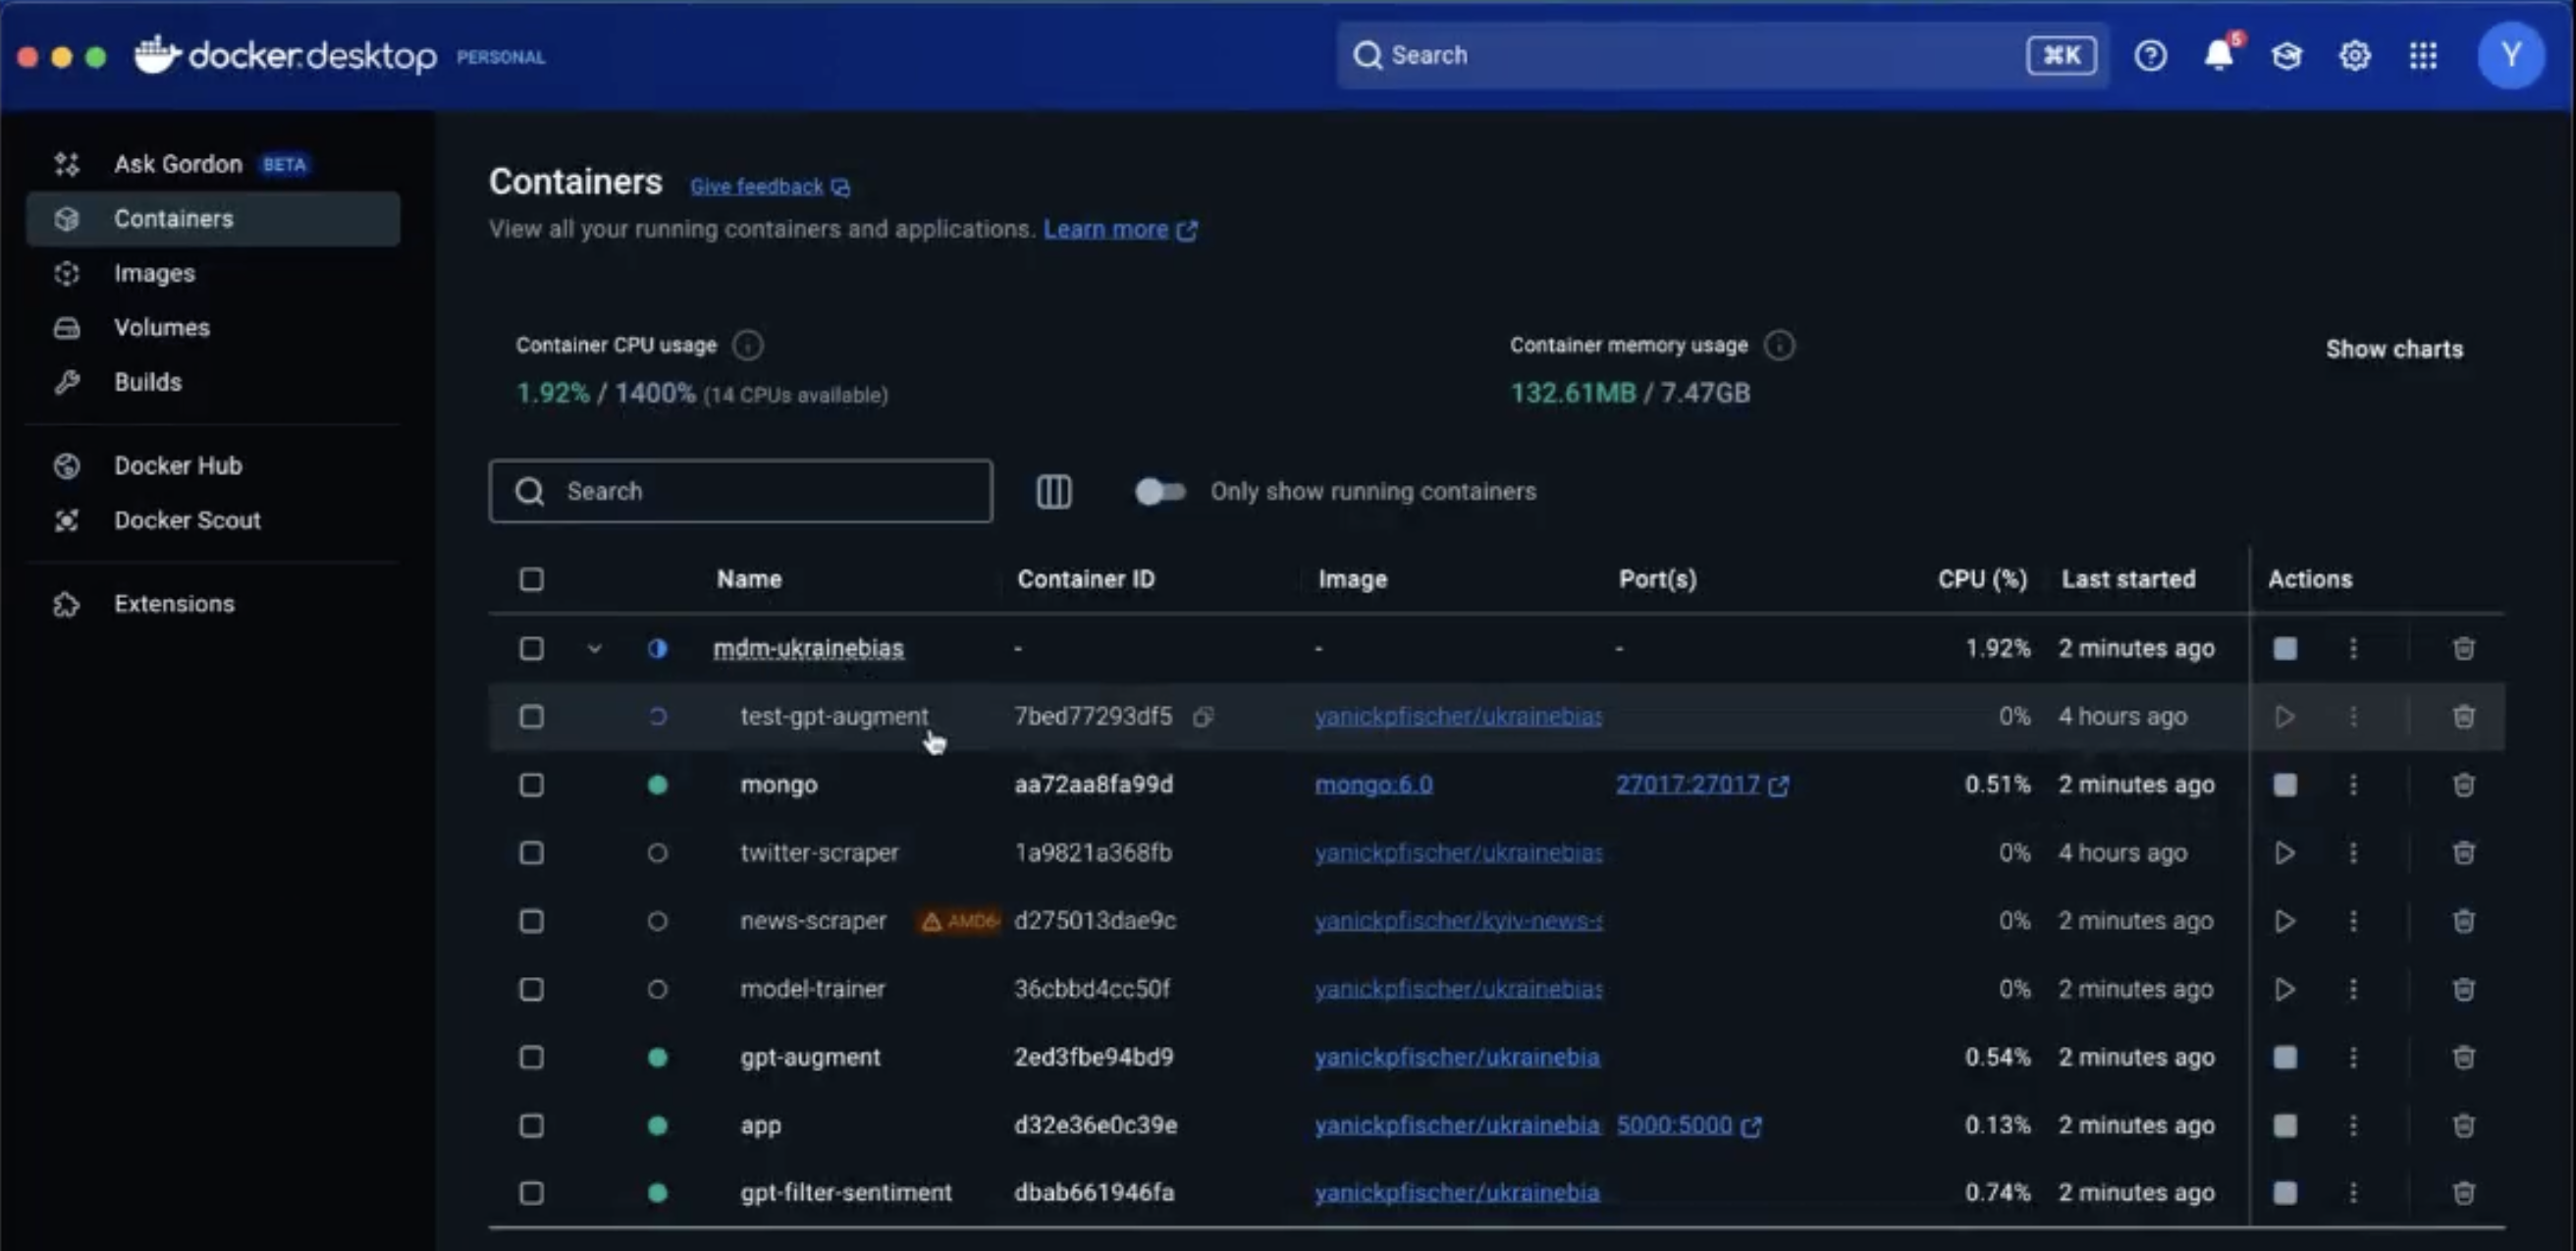 docker.desktop PERSONAL
Search
⌘K
5
Y
Ask Gordon BETA
Containers
Images
Volumes
Builds
Docker Hub
Docker Scout
Extensions
Containers Give feedback
View all your running containers and applications. Learn more
Container CPU usage
1.92% / 1400% (14 CPUs available)
Container memory usage
132.61MB / 7.47GB
Show charts
Search
Only show running containers
Name Container ID Image Port(s) CPU (%) Last started Actions
mdm-ukrainebias - - - 1.92% 2 minutes ago
test-gpt-augment 7bed77293df5 yanickpfischer/ukrainebias 0% 4 hours ago
mongo aa72aa8fa99d mongo:6.0 27017:27017 0.51% 2 minutes ago
twitter-scraper 1a9821a368fb yanickpfischer/ukrainebias 0% 4 hours ago
news-scraper AMD6 d275013dae9c yanickpfischer/kyiv-news-s 0% 2 minutes ago
model-trainer 36cbbd4cc50f yanickpfischer/ukrainebias 0% 2 minutes ago
gpt-augment 2ed3fbe94bd9 yanickpfischer/ukrainebia 0.54% 2 minutes ago
app d32e36e0c39e yanickpfischer/ukrainebia 5000:5000 0.13% 2 minutes ago
gpt-filter-sentiment dbab661946fa yanickpfischer/ukrainebia 0.74% 2 minutes ago